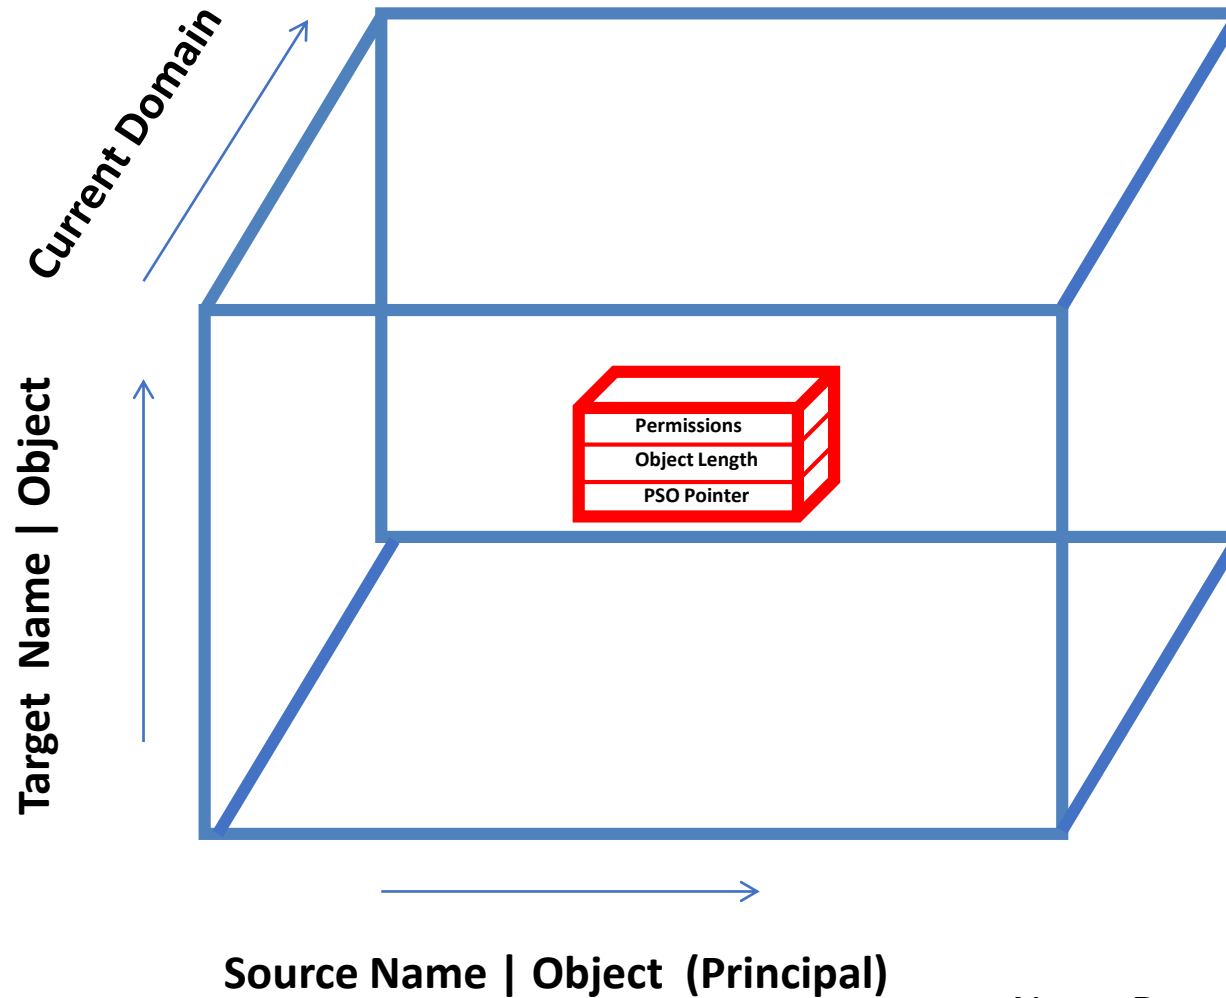 Current Domain
Target Name | Object
Permissions
Object Length
PSO Pointer
Source Name | Object (Principal)